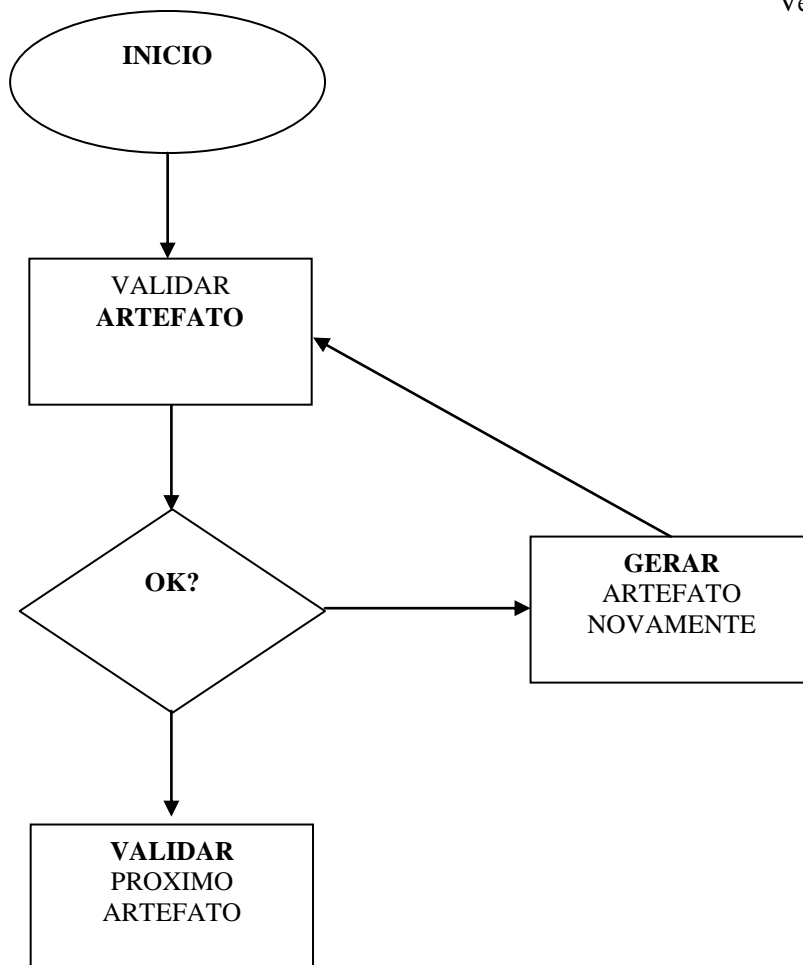 INICIO
VALIDAR
ARTEFATO
OK?
GERAR
ARTEFATO
NOVAMENTE
VALIDAR
PROXIMO
ARTEFATO